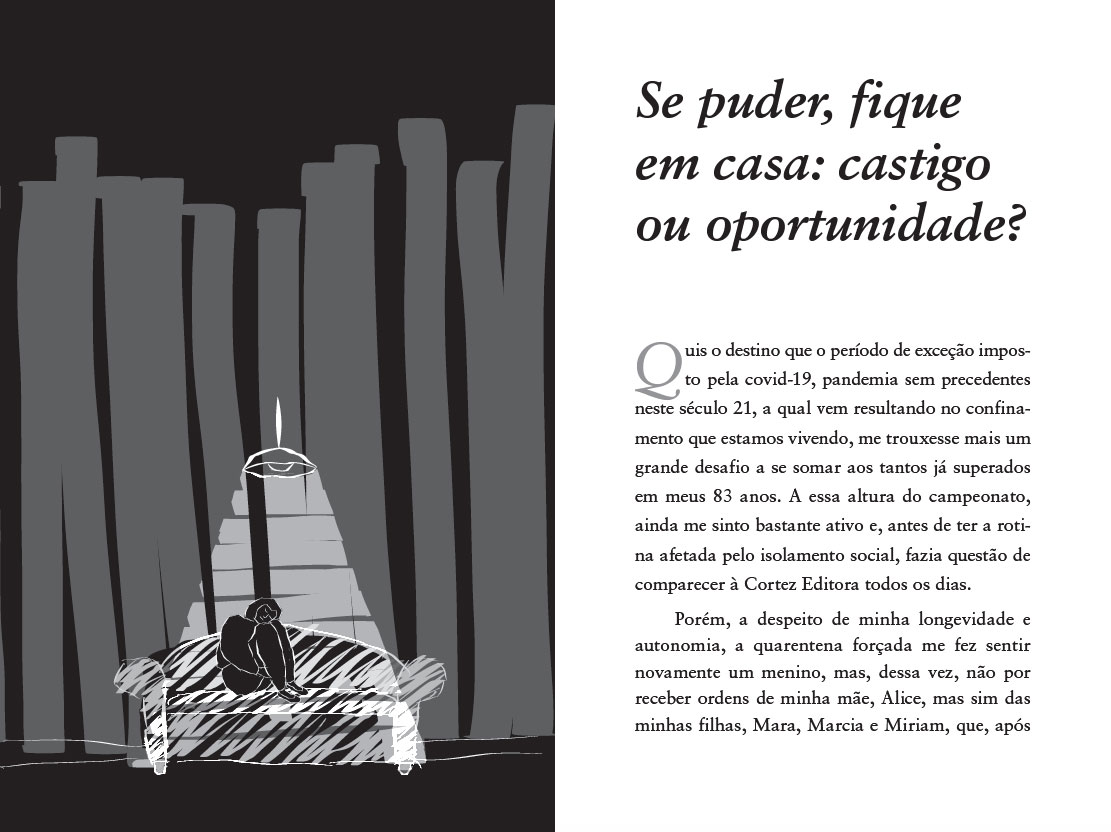 Se puder, fique
em casa: castigo
ou oportunidade?
Quis o destino que o período de exceção impos-
to pela covid-19, pandemia sem precedentes
neste século 21, a qual vem resultando no confina-
mento que estamos vivendo, me trouxesse mais um
grande desafio a se somar aos tantos já superados
em meus 83 anos. A essa altura do campeonato,
ainda me sinto bastante ativo e, antes de ter a roti-
na afetada pelo isolamento social, fazia questão de
comparecer à Cortez Editora todos os dias.
Porém, a despeito de minha longevidade e
autonomia, a quarentena forçada me fez sentir
novamente um menino, mas, dessa vez, não por
receber ordens de minha mãe, Alice, mas sim das
minhas filhas, Mara, Marcia e Miriam, que, após